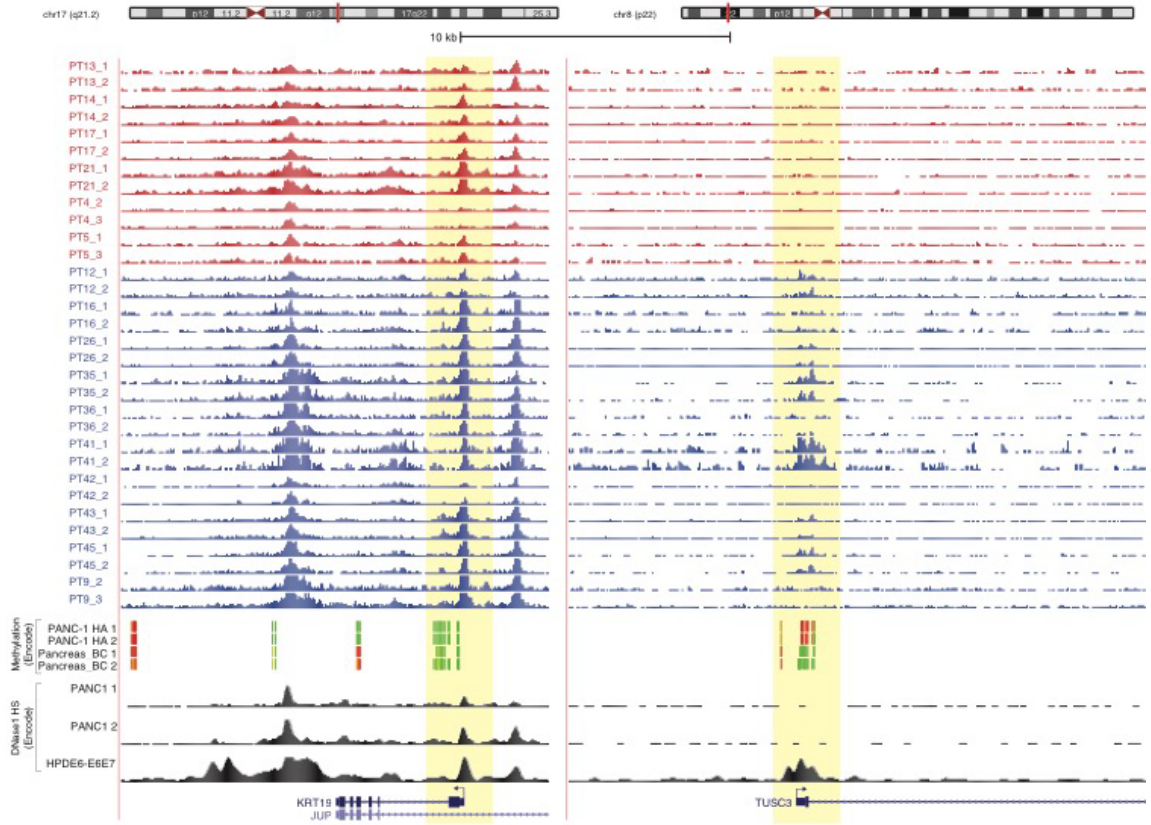 chr17 (q21.2) p12 11.2 11.2 q12 17q22 25.3 chr8 (p22) p12
10 kb
PT13_1
PT13_2
PT14_1
PT14_2
PT17_1
PT17_2
PT21_1
PT21_2
PT4_2
PT4_3
PT5_1
PT5_3
PT12_1
PT12_2
PT16_1
PT16_2
PT26_1
PT26_2
PT35_1
PT35_2
PT36_1
PT36_2
PT41_1
PT41_2
PT42_1
PT42_2
PT43_1
PT43_2
PT45_1
PT45_2
PT9_2
PT9_3
Methylation
(Encode)
PANC-1 HA 1
PANC-1 HA 2
Pancreas BC 1
Pancreas_BC 2
DNase1 HS
(Encode)
PANC1 1
PANC1 2
HPDE6-E6E7
KRT19 TUSC3
JUP